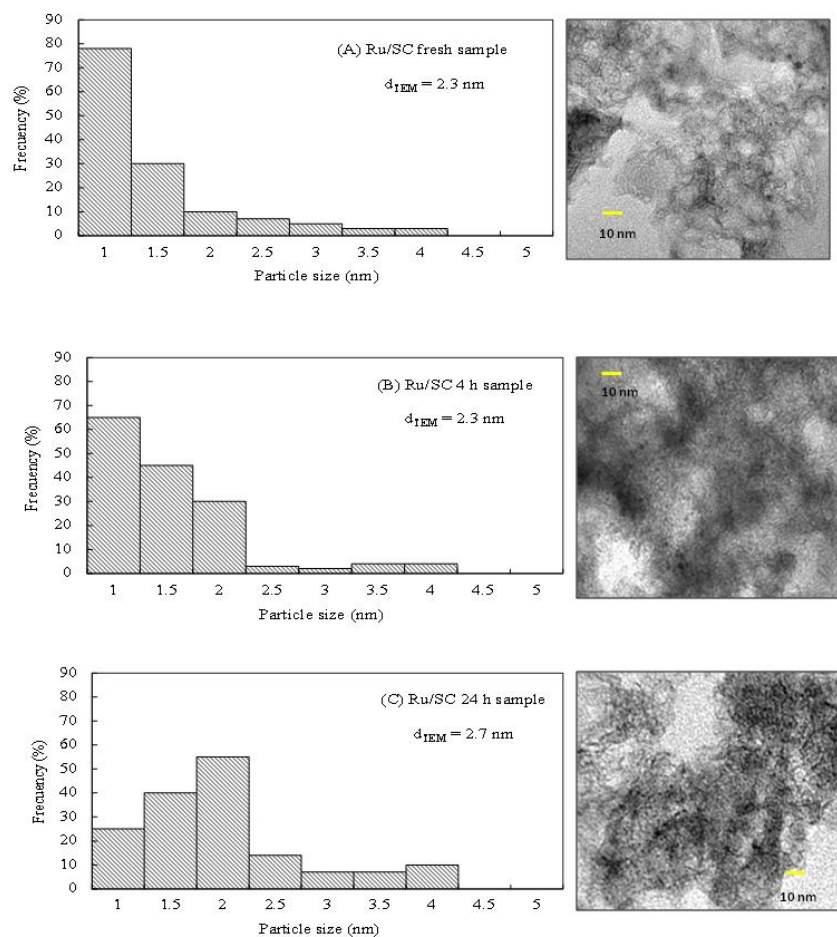 90
80
70
60
50
40
30
20
10
0
Frecuency (%)
(A) Ru/SC fresh sample
dTEM = 2.3 nm
1 1.5 2 2.5 3 3.5 4 4.5 5
Particle size (nm)
10 nm
90
80
70
60
50
40
30
20
10
0
Frecuency (%)
(B) Ru/SC 4 h sample
dTEM = 2.3 nm
1 1.5 2 2.5 3 3.5 4 4.5 5
Particle size (nm)
10 nm
90
80
70
60
50
40
30
20
10
0
Frecuency (%)
(C) Ru/SC 24 h sample
dTEM = 2.7 nm
1 1.5 2 2.5 3 3.5 4 4.5 5
Particle size (nm)
10 nm